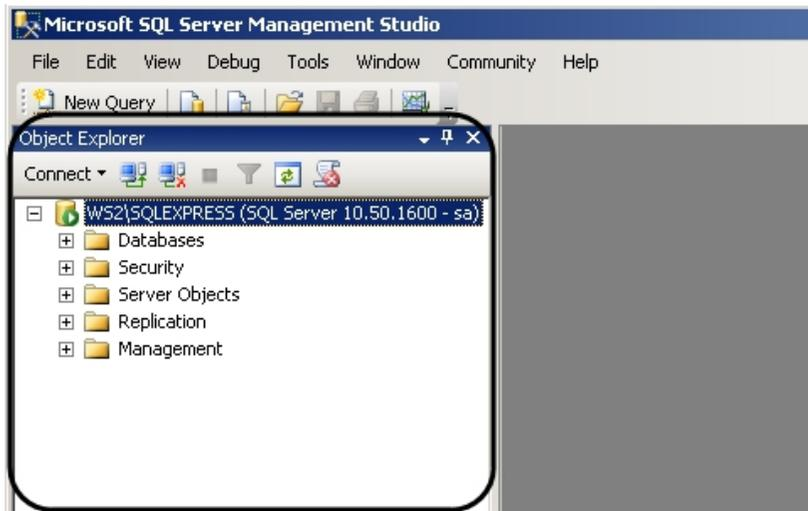 Microsoft SQL Server Management Studio
File Edit View Debug Tools Window Community Help
New Query
Object Explorer
Connect
WS2\SQLEXPRESS (SQL Server 10.50.1600 - sa)
Databases
Security
Server Objects
Replication
Management